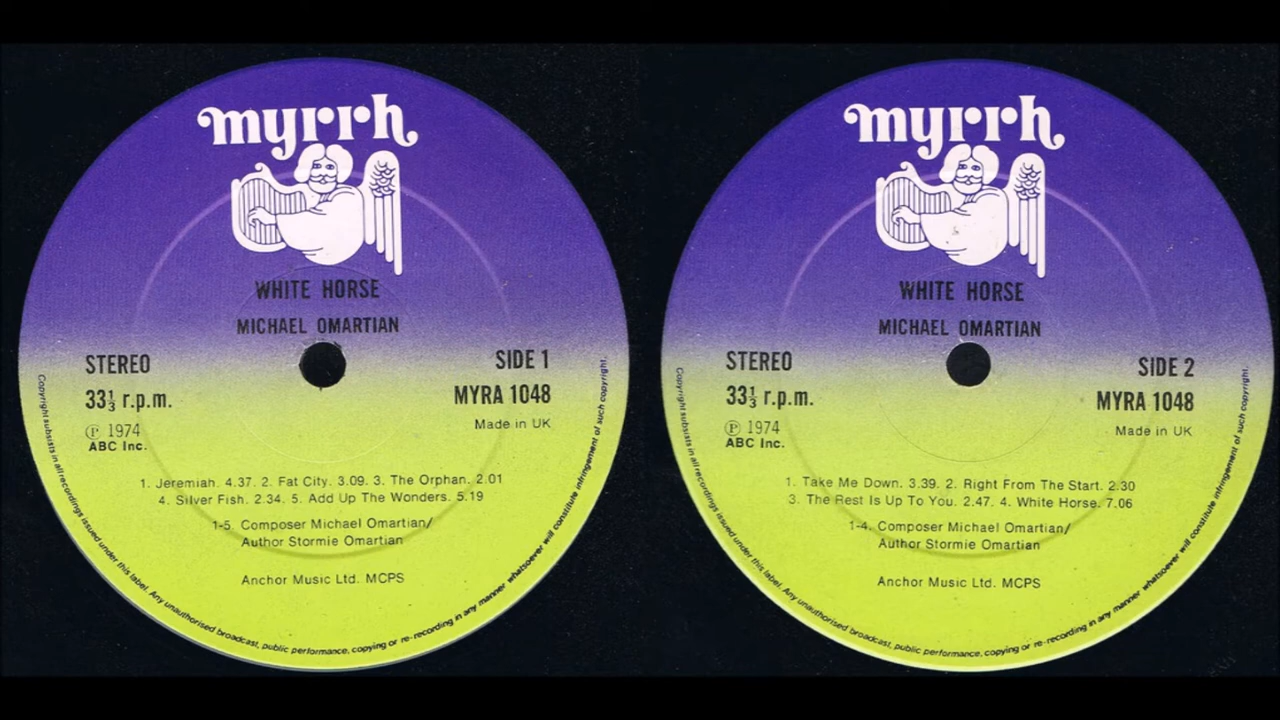 myrrh
WHITE HORSE
MICHAEL OMARTIAN
STEREO
SIDE 1
33⅓ r.p.m.
MYRA 1048
Ⓟ 1974
ABC Inc.
Made in UK
1. Jeremiah. 4.37. 2. Fat City. 3.09. 3. The Orphan. 2.01
4. Silver Fish. 2.34. 5. Add Up The Wonders. 5.19
1-5. Composer Michael Omartian/
Author Stormie Omartian
Anchor Music Ltd. MCPS
Copyright subsists in all recordings issued under this label. Any unauthorised broadcast, public performance, copying or re-recording in any manner whatsoever will constitute infringement of such copyright.
myrrh
WHITE HORSE
MICHAEL OMARTIAN
STEREO
SIDE 2
33⅓ r.p.m.
MYRA 1048
Ⓟ 1974
ABC Inc.
Made in UK
1. Take Me Down. 3.39. 2. Right From The Start. 2.30
3. The Rest Is Up To You. 2.47. 4. White Horse. 7.06
1-4. Composer Michael Omartian/
Author Stormie Omartian
Anchor Music Ltd. MCPS
Copyright subsists in all recordings issued under this label. Any unauthorised broadcast, public performance, copying or re-recording in any manner whatsoever will constitute infringement of such copyright.